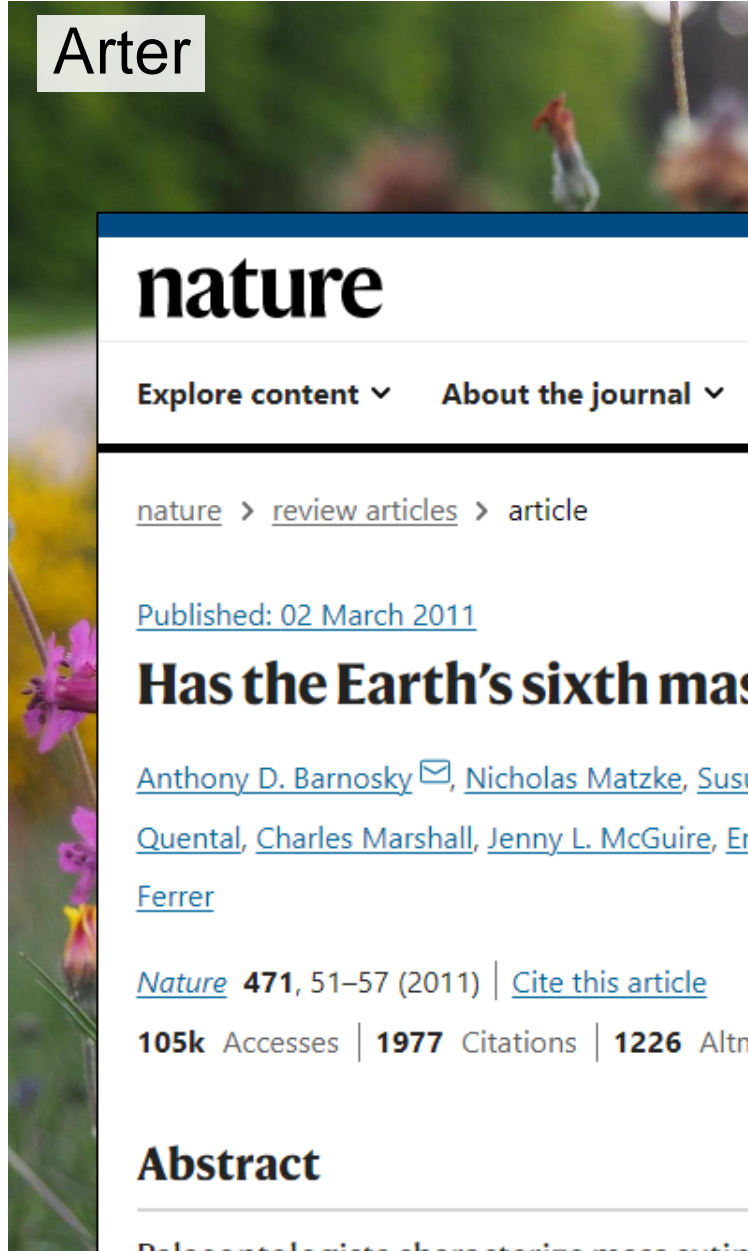 Arter
nature
Explore content About the journal
nature > review articles > article
Published: 02 March 2011
Has the Earth's sixth
Anthony D. Barnosky, Nicholas Matzke,
Quental, Charles Marshall, Jenny L. McGuire,
Ferrer
Nature 471, 51–57 (2011) | Cite this article
105k Accesses | 1977 Citations | 1226
Abstract